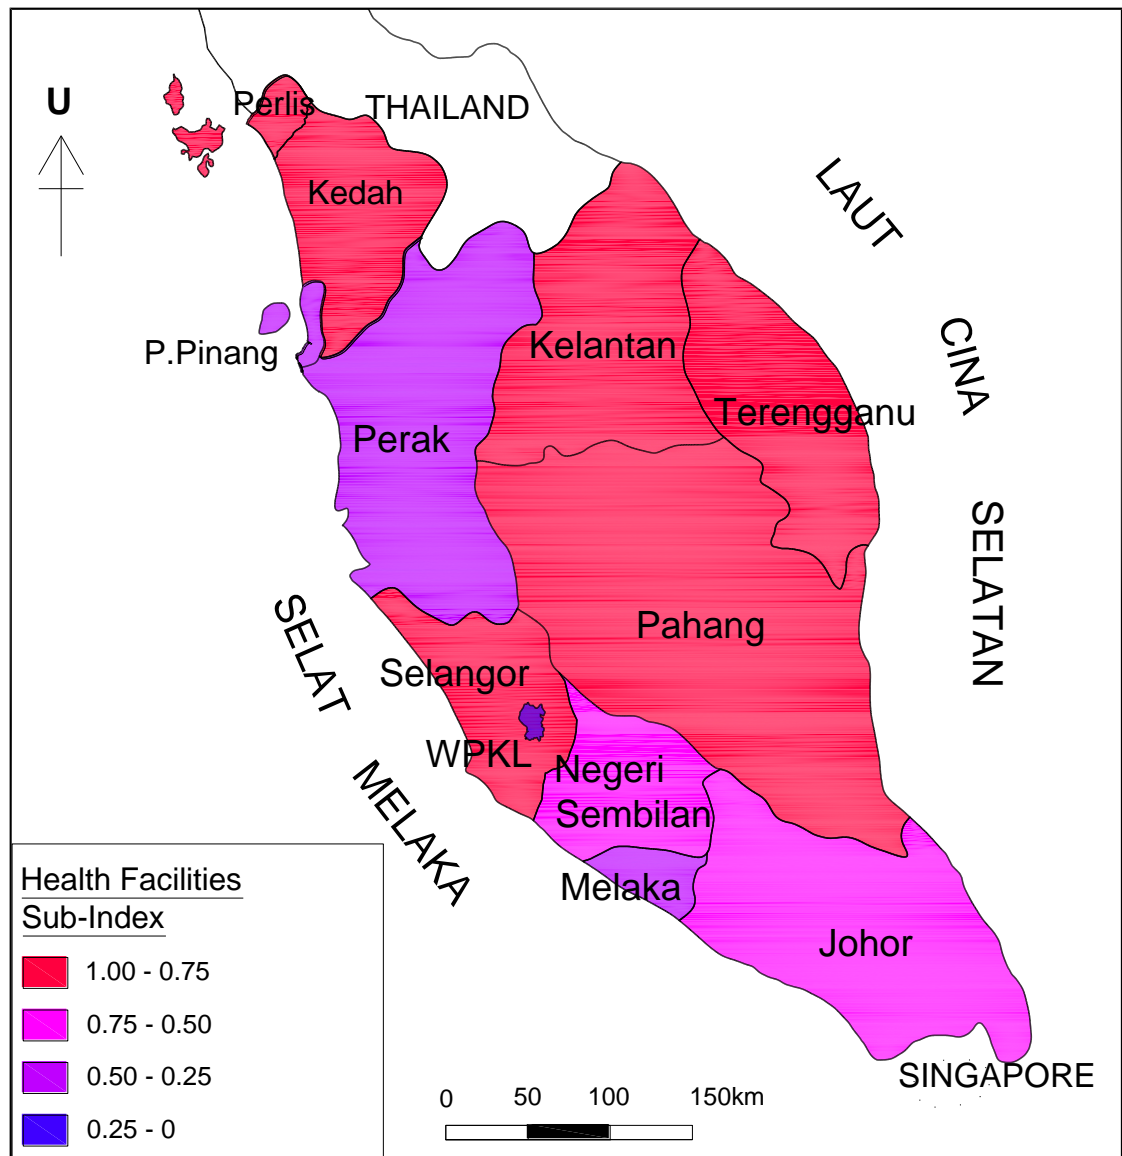 U
Perlis
THAILAND
Kedah
LAUT
CINA
SELATAN
P.Pinang
Kelantan
Terengganu
Perak
Pahang
SELAT
MELAKA
Selangor
WPKL
Negeri
Sembilan
Melaka
Johor
SINGAPORE
Health Facilities
Sub-Index
1.00 - 0.75
0.75 - 0.50
0.50 - 0.25
0.25 - 0
0 50 100 150km